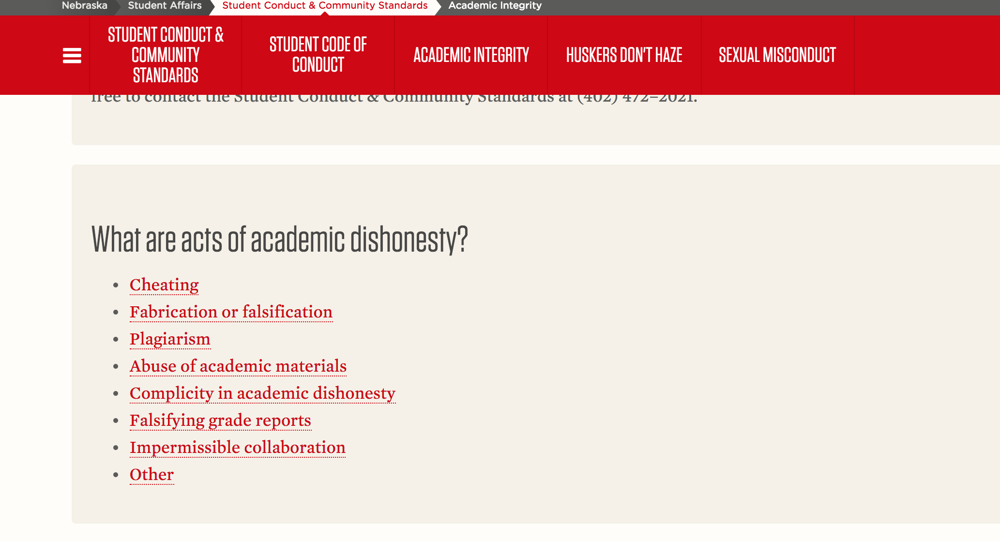 Nebraska Student Affairs Student Conduct & Community Standards Academic Integrity
STUDENT CONDUCT &
COMMUNITY
STANDARDS
STUDENT CODE OF
CONDUCT
ACADEMIC INTEGRITY
HUSKERS DON'T HAZE
SEXUAL MISCONDUCT
free to contact the Student Conduct & Community Standards at (402) 472–2021.
What are acts of academic dishonesty?
Cheating
Fabrication or falsification
Plagiarism
Abuse of academic materials
Complicity in academic dishonesty
Falsifying grade reports
Impermissible collaboration
Other